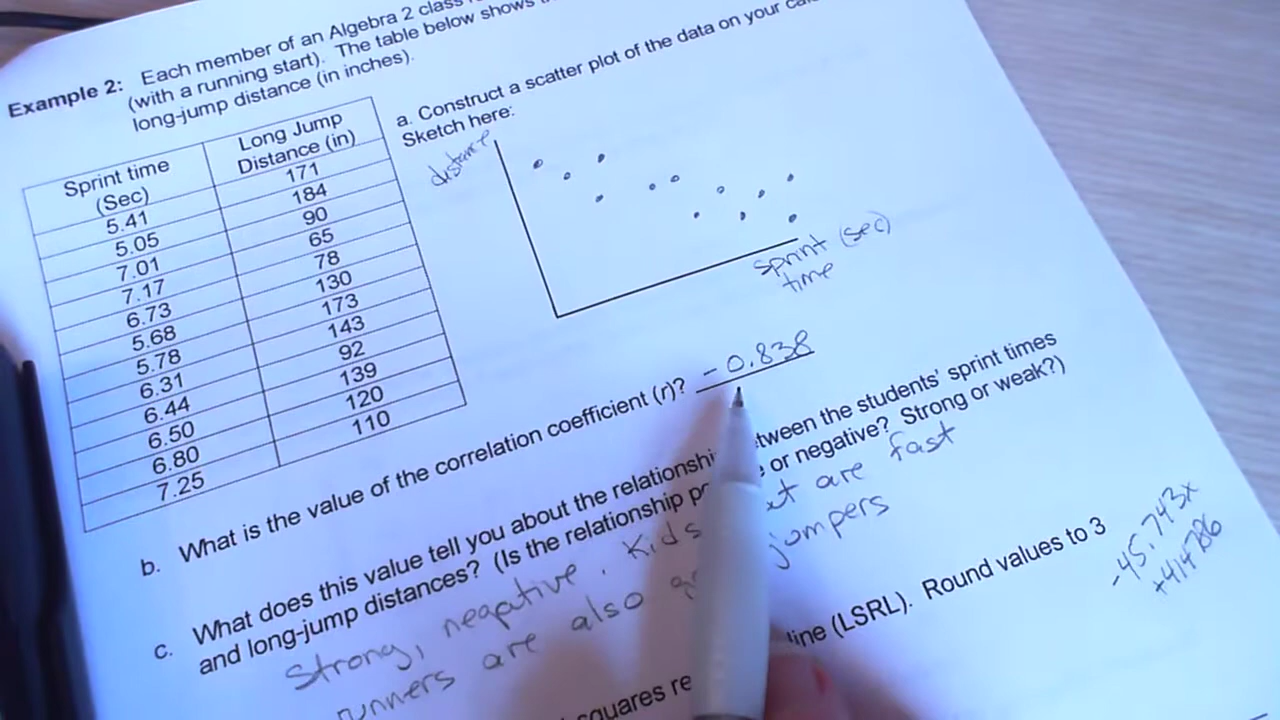 Example 2: Each member of an Algebra 2 class
(with a running start). The table below shows
long-jump distance (in inches).
Sprint time
(Sec)
Long Jump
Distance (in)
5.41 171
5.05 184
7.01 90
7.17 65
6.73 78
5.68 130
5.78 173
6.31 143
6.44 92
6.50 139
6.80 120
7.25 110
a. Construct a scatter plot of the data on your
Sketch here:
distance
sprint (sec)
time
b. What is the value of the correlation coefficient (r)? -0.838
c. What does this value tell you about the relationshi tween the students' sprint times
and long-jump distances? (Is the relationship or negative? Strong or weak?)
Strong, negative. Kids are fast
runners are also jumpers
squares re line (LSRL). Round values to 3
-45.743x
+414.786